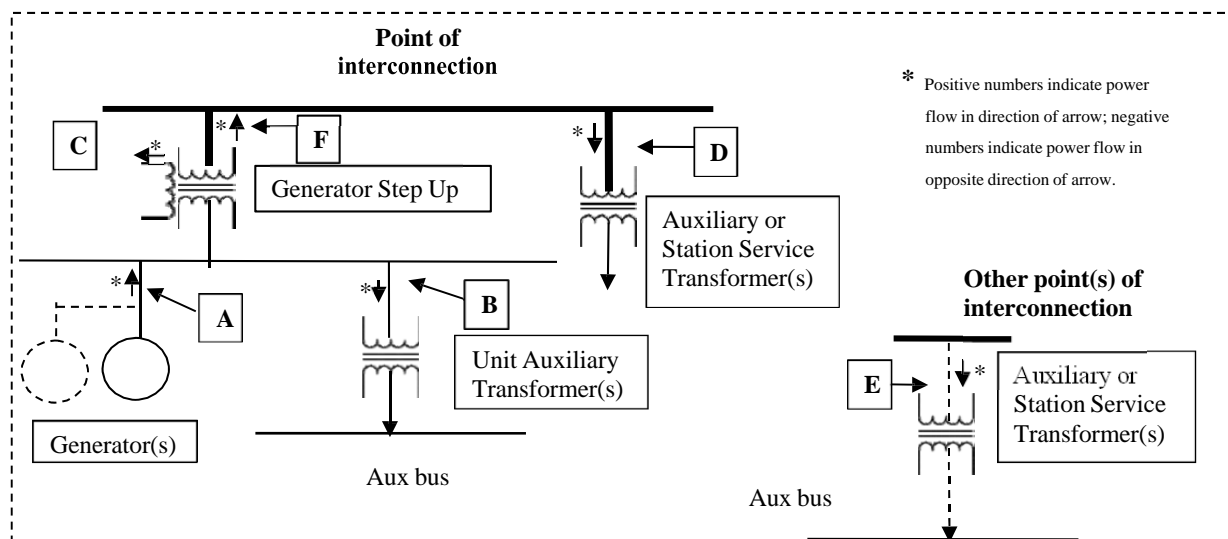 Point of
interconnection
* Positive numbers indicate power
flow in direction of arrow; negative
numbers indicate power flow in
opposite direction of arrow.
C
*
*
F
*
D
Generator Step Up
Auxiliary or
Station Service
Transformer(s)
*
A
*
B
Unit Auxiliary
Transformer(s)
Generator(s)
Aux bus
Other point(s) of
interconnection
E
*
Auxiliary or
Station Service
Transformer(s)
Aux bus